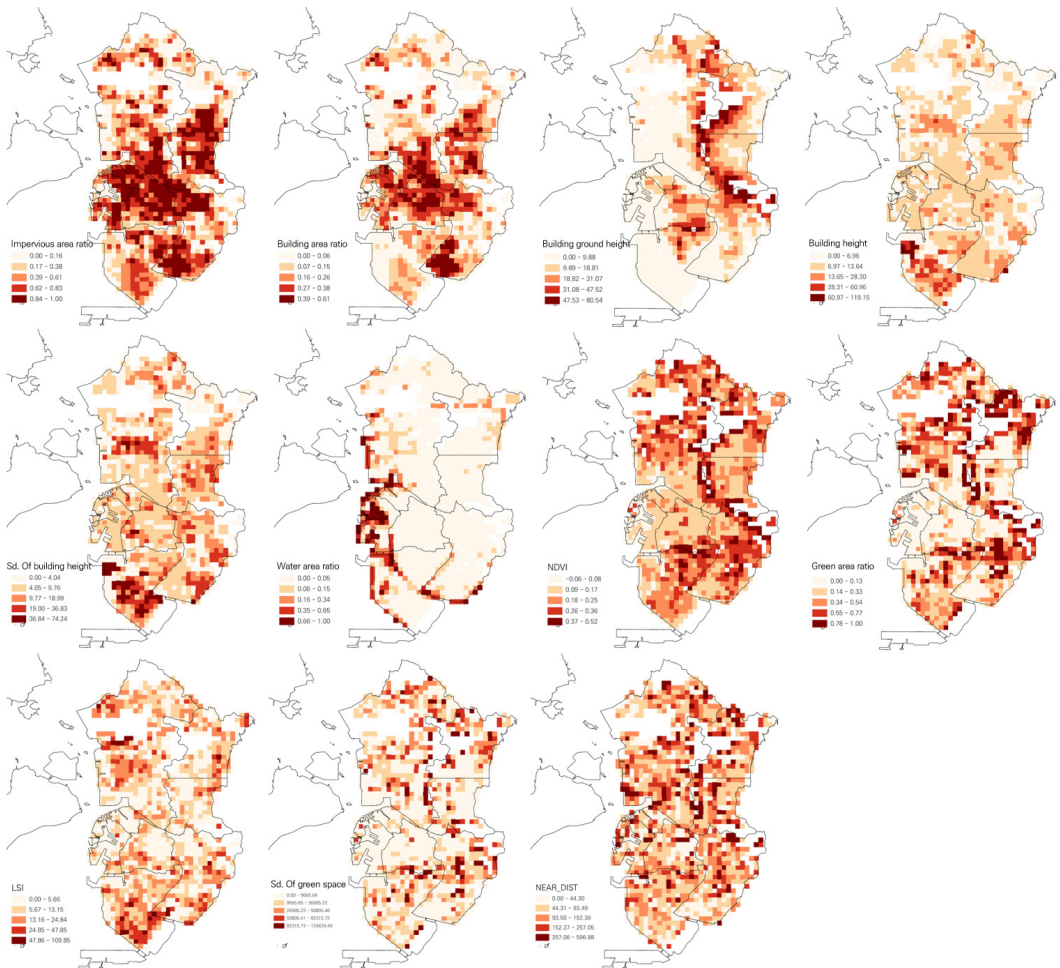 Impervious area ratio
0.00 - 0.16
0.17 - 0.38
0.39 - 0.61
0.62 - 0.83
0.84 - 1.00
Building area ratio
0.00 - 0.06
0.07 - 0.15
0.16 - 0.26
0.27 - 0.38
0.39 - 0.61
Building ground height
0.00 - 9.88
9.89 - 18.81
18.82 - 31.07
31.08 - 47.52
47.53 - 80.54
Building height
0.00 - 6.96
6.97 - 13.64
13.65 - 28.30
28.31 - 60.96
60.97 - 119.15
Sd. Of building height
0.00 - 4.04
4.05 - 9.76
9.77 - 18.99
19.00 - 36.83
36.84 - 74.24
Water area ratio
0.00 - 0.05
0.06 - 0.15
0.16 - 0.34
0.35 - 0.65
0.66 - 1.00
NDVI
-0.06 - 0.08
0.09 - 0.17
0.18 - 0.25
0.26 - 0.36
0.37 - 0.52
Green area ratio
0.00 - 0.13
0.14 - 0.33
0.34 - 0.54
0.55 - 0.77
0.78 - 1.00
LSI
0.00 - 5.66
5.67 - 13.15
13.16 - 24.84
24.85 - 47.85
47.86 - 109.85
Sd. Of green space
NEAR_DIST
0.00 - 44.30
44.31 - 93.49
93.50 - 152.36
152.37 - 257.05
257.06 - 596.88